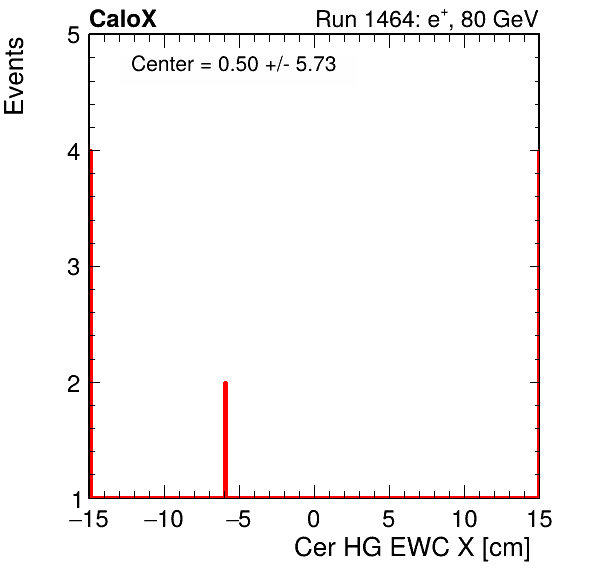 CaloX
Run 1464: e⁺, 80 GeV
Center = 0.50 +/- 5.73
Events
5
4
3
2
1
−15 −10 −5 0 5 10 15
Cer HG EWC X [cm]